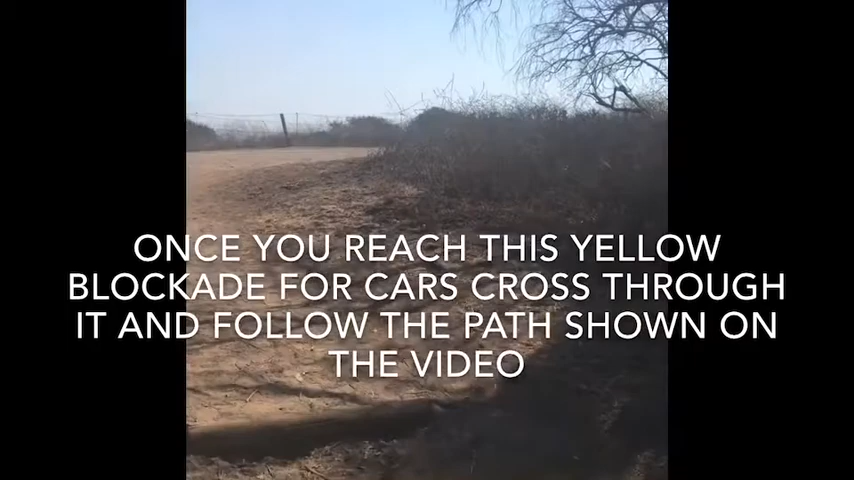 ONCE YOU REACH THIS YELLOW
BLOCKADE FOR CARS CROSS THROUGH
IT AND FOLLOW THE PATH SHOWN ON
THE VIDEO